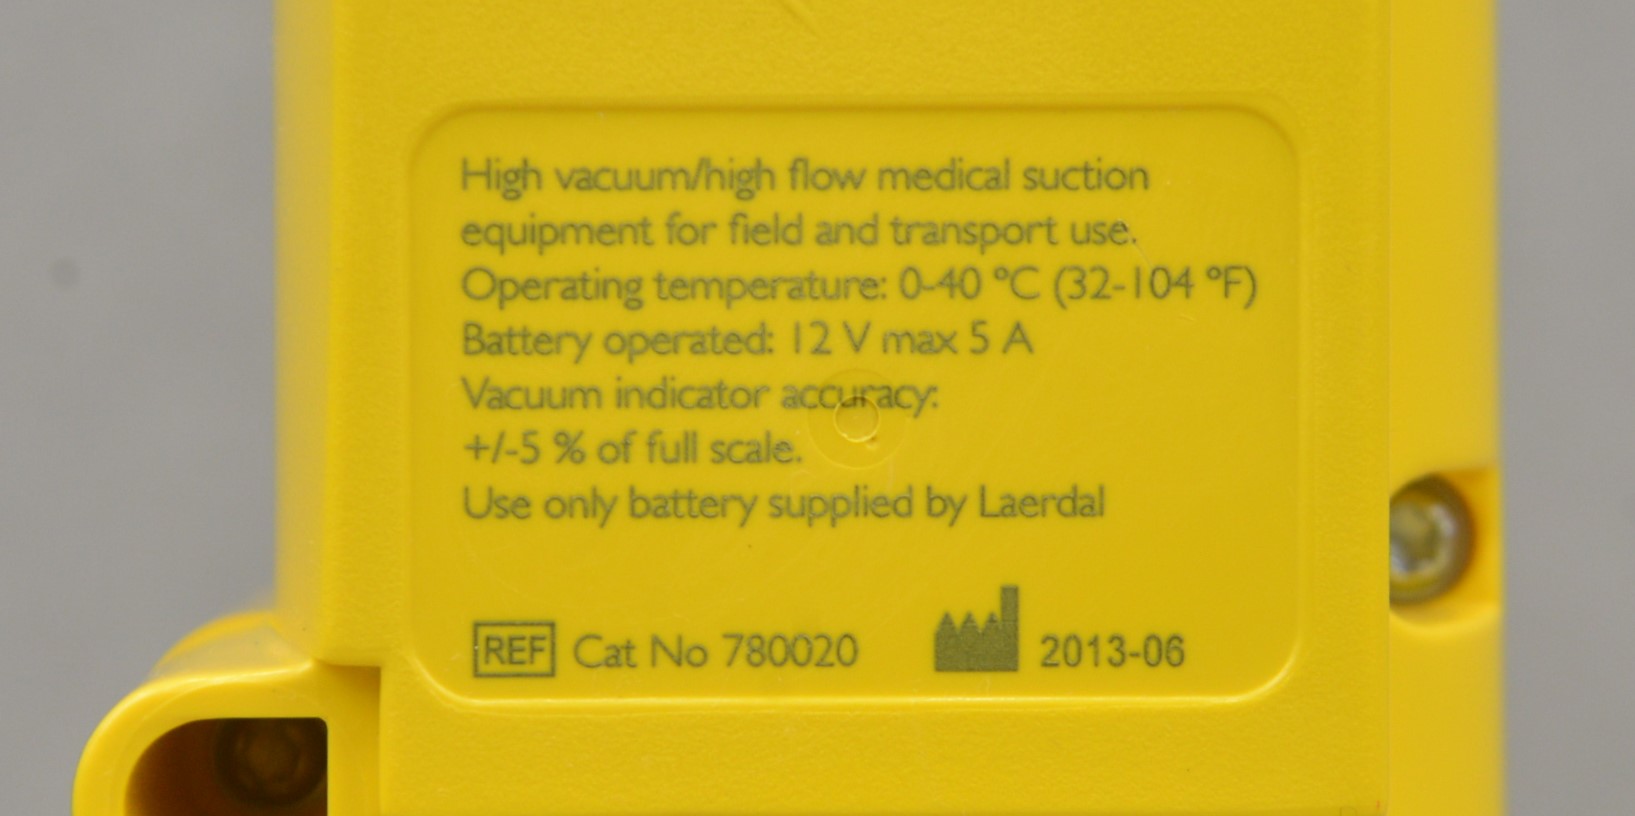 High vacuum/high flow medical suction
equipment for field and transport use.
Operating temperature: 0-40 ºC (32-104 ºF)
Battery operated: 12 V max 5 A
Vacuum indicator accuracy:
+/-5 % of full scale.
Use only battery supplied by Laerdal
REF Cat No 780020 2013-06